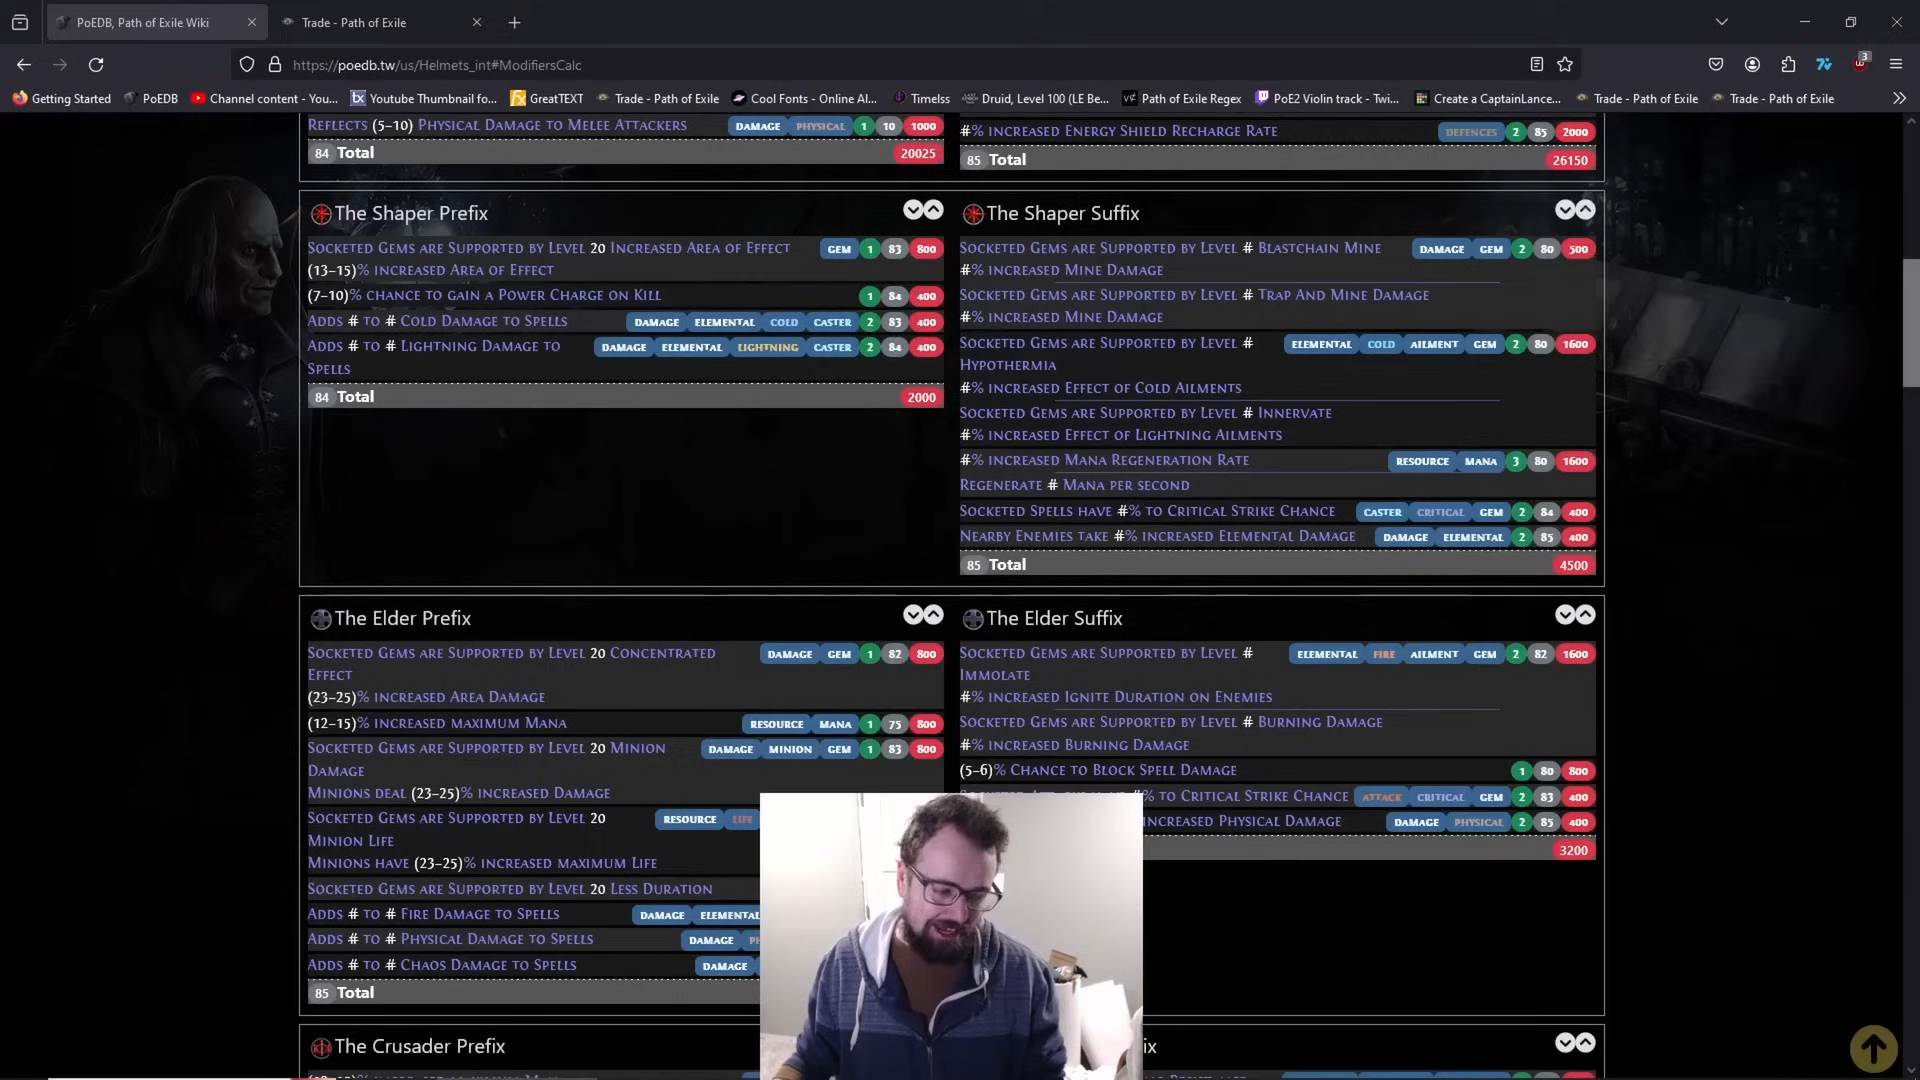 PoEDB, Path of Exile Wiki
Trade - Path of Exile
https://poedb.tw/us/Helmets_int#ModifiersCalc
3
Getting Started
PoEDB
Channel content - You...
Youtube Thumbnail fo...
GreatTEXT
Trade - Path of Exile
Cool Fonts - Online Al...
Timelss
Druid, Level 100 (LE Be...
Path of Exile Regex
PoE2 Violin track - Twi...
Create a CaptainLance...
Trade - Path of Exile
Trade - Path of Exile
Reflects (5–10) Physical Damage to Melee Attackers DAMAGE PHYSICAL 1 10 1000
84 Total 20025
#% increased Energy Shield Recharge Rate DEFENCES 2 85 2000
85 Total 26150
The Shaper Prefix
Socketed Gems are Supported by Level 20 Increased Area of Effect GEM 1 83 800
(13–15)% increased Area of Effect
(7–10)% chance to gain a Power Charge on Kill 1 84 400
Adds # to # Cold Damage to Spells DAMAGE ELEMENTAL COLD CASTER 2 83 400
Adds # to # Lightning Damage to DAMAGE ELEMENTAL LIGHTNING CASTER 2 84 400
Spells
84 Total 2000
The Shaper Suffix
Socketed Gems are Supported by Level # Blastchain Mine DAMAGE GEM 2 80 500
#% increased Mine Damage
Socketed Gems are Supported by Level # Trap And Mine Damage
#% increased Mine Damage
Socketed Gems are Supported by Level # ELEMENTAL COLD AILMENT GEM 2 80 1600
Hypothermia
#% increased Effect of Cold Ailments
Socketed Gems are Supported by Level # Innervate
#% increased Effect of Lightning Ailments
#% increased Mana Regeneration Rate RESOURCE MANA 3 80 1600
Regenerate # Mana per second
Socketed Spells have #% to Critical Strike Chance CASTER CRITICAL GEM 2 84 400
Nearby Enemies take #% increased Elemental Damage DAMAGE ELEMENTAL 2 85 400
85 Total 4500
The Elder Prefix
Socketed Gems are Supported by Level 20 Concentrated DAMAGE GEM 1 82 800
Effect
(23–25)% increased Area Damage
(12–15)% increased maximum Mana RESOURCE MANA 1 75 800
Socketed Gems are Supported by Level 20 Minion DAMAGE MINION GEM 1 83 800
Damage
Minions deal (23–25)% increased Damage
Socketed Gems are Supported by Level 20 RESOURCE LIFE
Minion Life
Minions have (23–25)% increased maximum Life
Socketed Gems are Supported by Level 20 Less Duration
Adds # to # Fire Damage to Spells DAMAGE ELEMENTAL
Adds # to # Physical Damage to Spells DAMAGE
Adds # to # Chaos Damage to Spells DAMAGE
85 Total
The Elder Suffix
Socketed Gems are Supported by Level # ELEMENTAL FIRE AILMENT GEM 2 82 1600
Immolate
#% increased Ignite Duration on Enemies
Socketed Gems are Supported by Level # Burning Damage
#% increased Burning Damage
(5–6)% Chance to Block Spell Damage 1 80 800
#% to Critical Strike Chance ATTACK CRITICAL GEM 2 83 400
increased Physical Damage DAMAGE PHYSICAL 2 85 400
3200
The Crusader Prefix